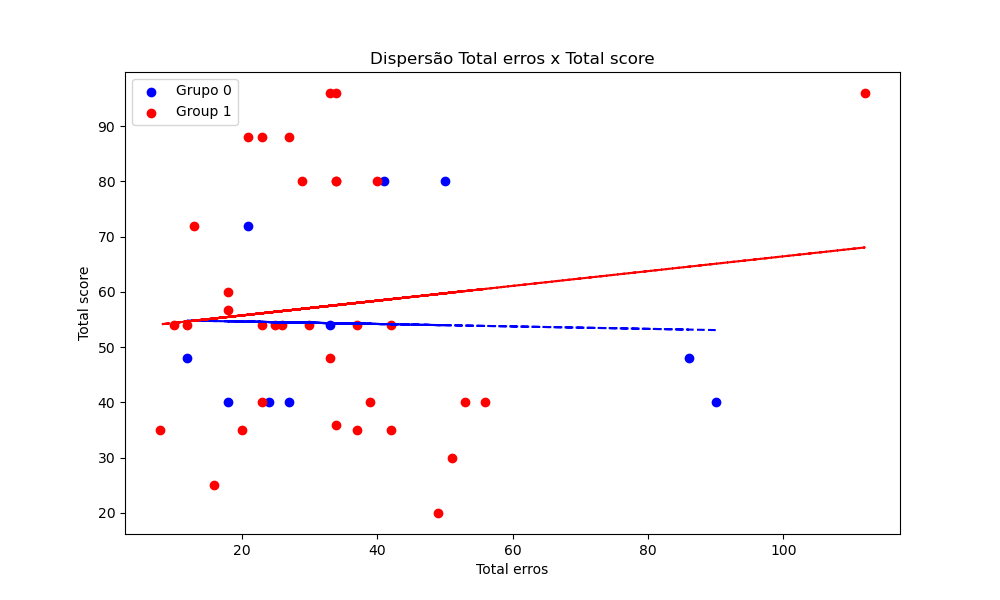 Dispersão Total erros x Total score
Grupo 0
Group 1
90
80
70
60
50
40
30
20
Total score
20 40 60 80 100
Total erros